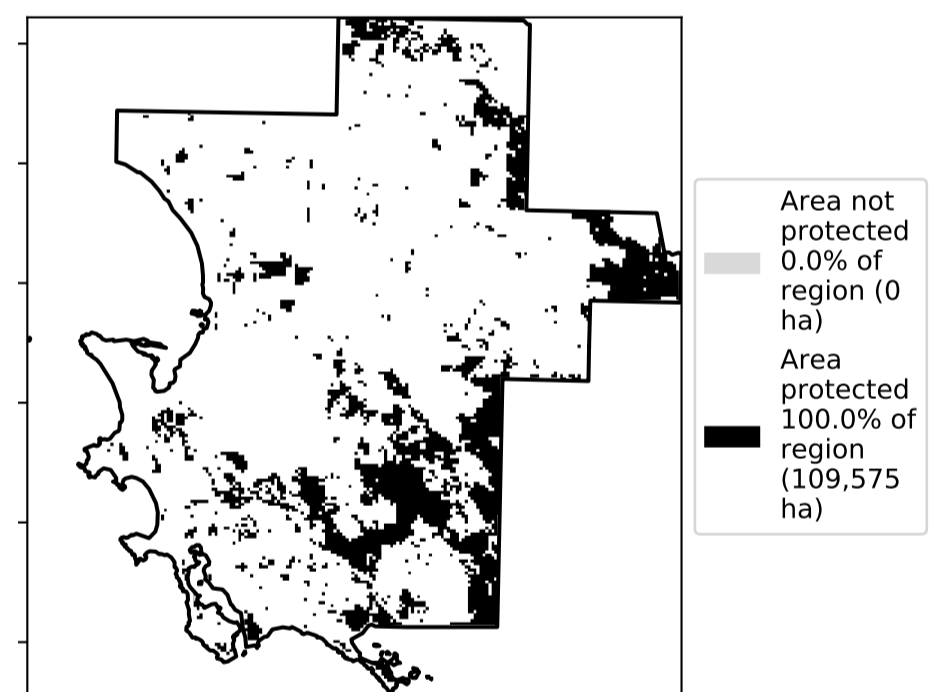 Area not
protected
0.0% of
region (0
ha)
Area
protected
100.0% of
region
(109,575
ha)